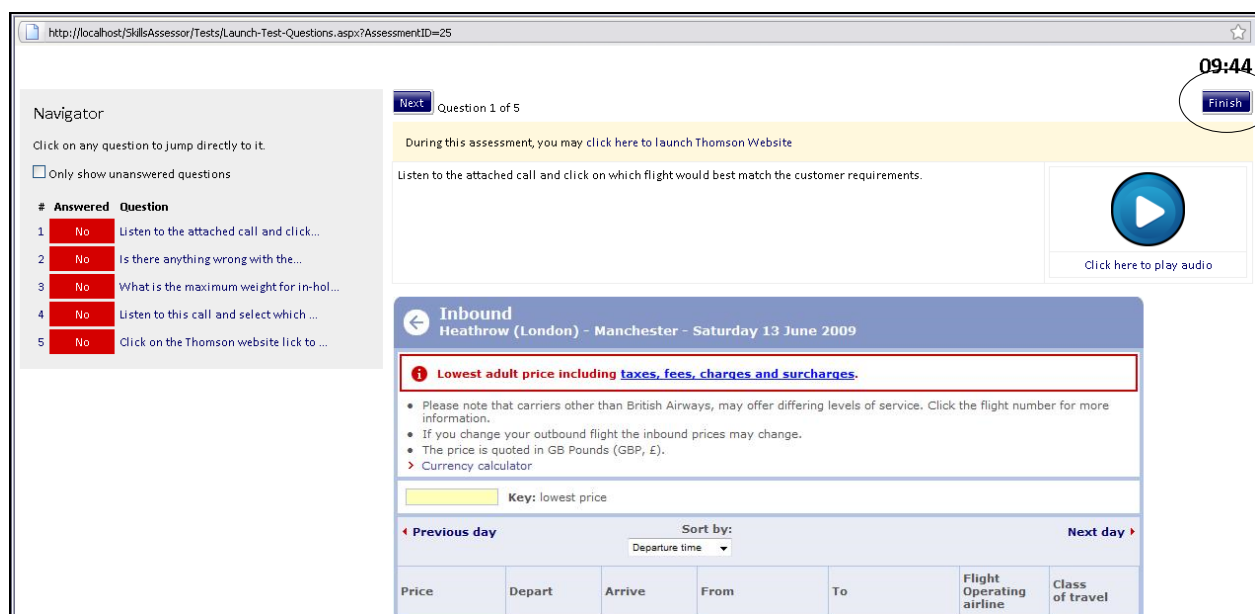 http://localhost/SkillsAssessor/Tests/Launch-Test-Questions.aspx?AssessmentID=25
09:44
Navigator
Click on any question to jump directly to it.
Only show unanswered questions
# Answered Question
1 No Listen to the attached call and click...
2 No Is there anything wrong with the...
3 No What is the maximum weight for in-hol...
4 No Listen to this call and select which ...
5 No Click on the Thomson website lick to ...
Next Question 1 of 5
Finish
During this assessment, you may click here to launch Thomson Website
Listen to the attached call and click on which flight would best match the customer requirements.
Click here to play audio
Inbound
Heathrow (London) - Manchester - Saturday 13 June 2009
Lowest adult price including taxes, fees, charges and surcharges.
• Please note that carriers other than British Airways, may offer differing levels of service. Click the flight number for more
information.
• If you change your outbound flight the inbound prices may change.
• The price is quoted in GB Pounds (GBP, £).
Currency calculator
Key: lowest price
Previous day
Sort by:
Departure time
Next day
Price Depart Arrive From To Flight Operating airline Class of travel